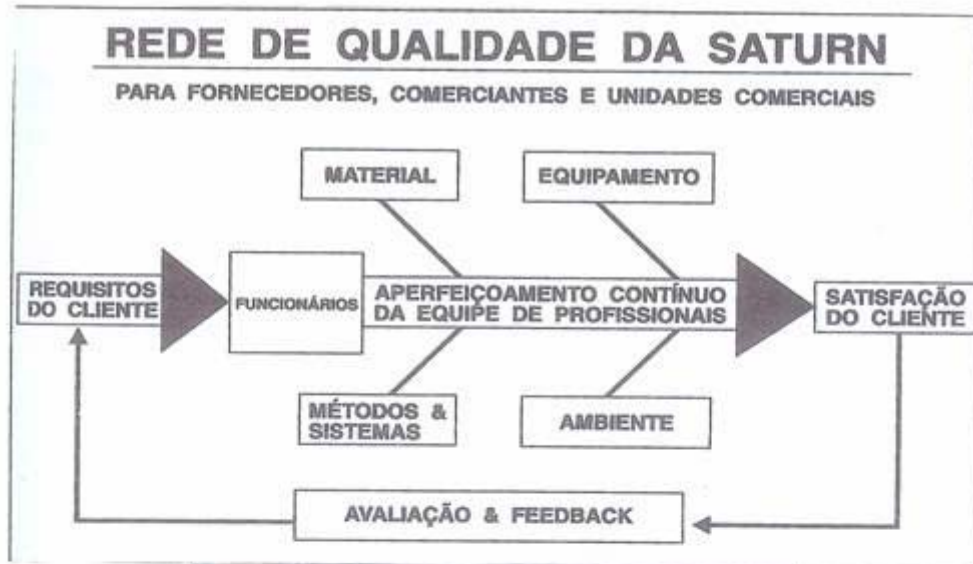 REDE DE QUALIDADE DA SATURN
PARA FORNECEDORES, COMERCIANTES E UNIDADES COMERCIAIS
MATERIAL
EQUIPAMENTO
REQUISITOS
DO CLIENTE
FUNCIONÁRIOS
APERFEIÇOAMENTO CONTÍNUO
DA EQUIPE DE PROFISSIONAIS
SATISFAÇÃO
DO CLIENTE
MÉTODOS &
SISTEMAS
AMBIENTE
AVALIAÇÃO & FEEDBACK